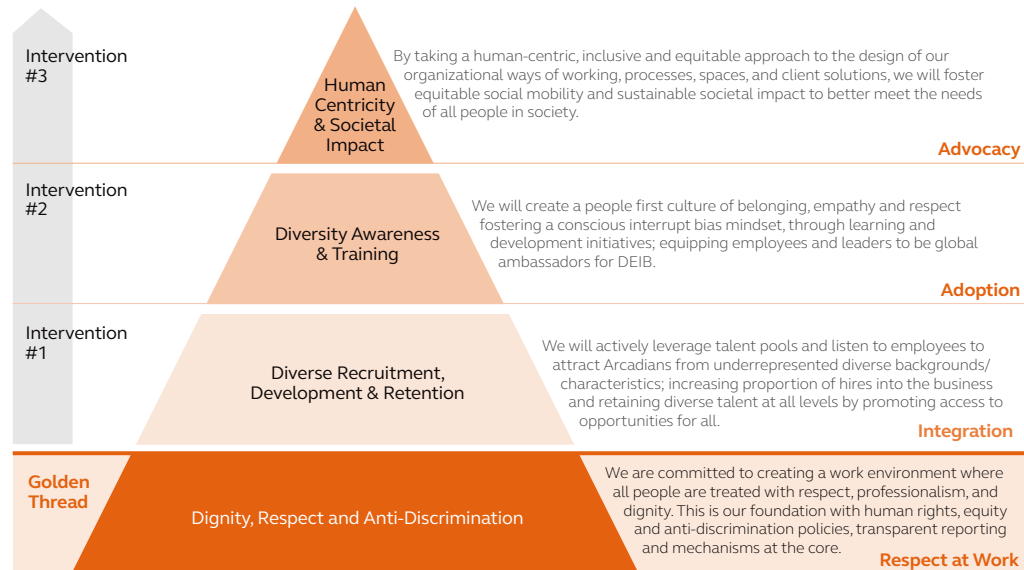 Intervention
#3
Human
Centricity
& Societal
Impact
By taking a human-centric, inclusive and equitable approach to the design of our
organizational ways of working, processes, spaces, and client solutions, we will foster
equitable social mobility and sustainable societal impact to better meet the needs
of all people in society.
Advocacy
Intervention
#2
Diversity Awareness
& Training
We will create a people first culture of belonging, empathy and respect
fostering a conscious interrupt bias mindset, through learning and
development initiatives; equipping employees and leaders to be global
ambassadors for DEIB.
Adoption
Intervention
#1
Diverse Recruitment,
Development & Retention
We will actively leverage talent pools and listen to employees to
attract Arcadians from underrepresented diverse backgrounds/
characteristics; increasing proportion of hires into the business
and retaining diverse talent at all levels by promoting access to
opportunities for all.
Integration
Golden
Thread
Dignity, Respect and Anti-Discrimination
We are committed to creating a work environment where
all people are treated with respect, professionalism, and
dignity. This is our foundation with human rights, equity
and anti-discrimination policies, transparent reporting
and mechanisms at the core.
Respect at Work